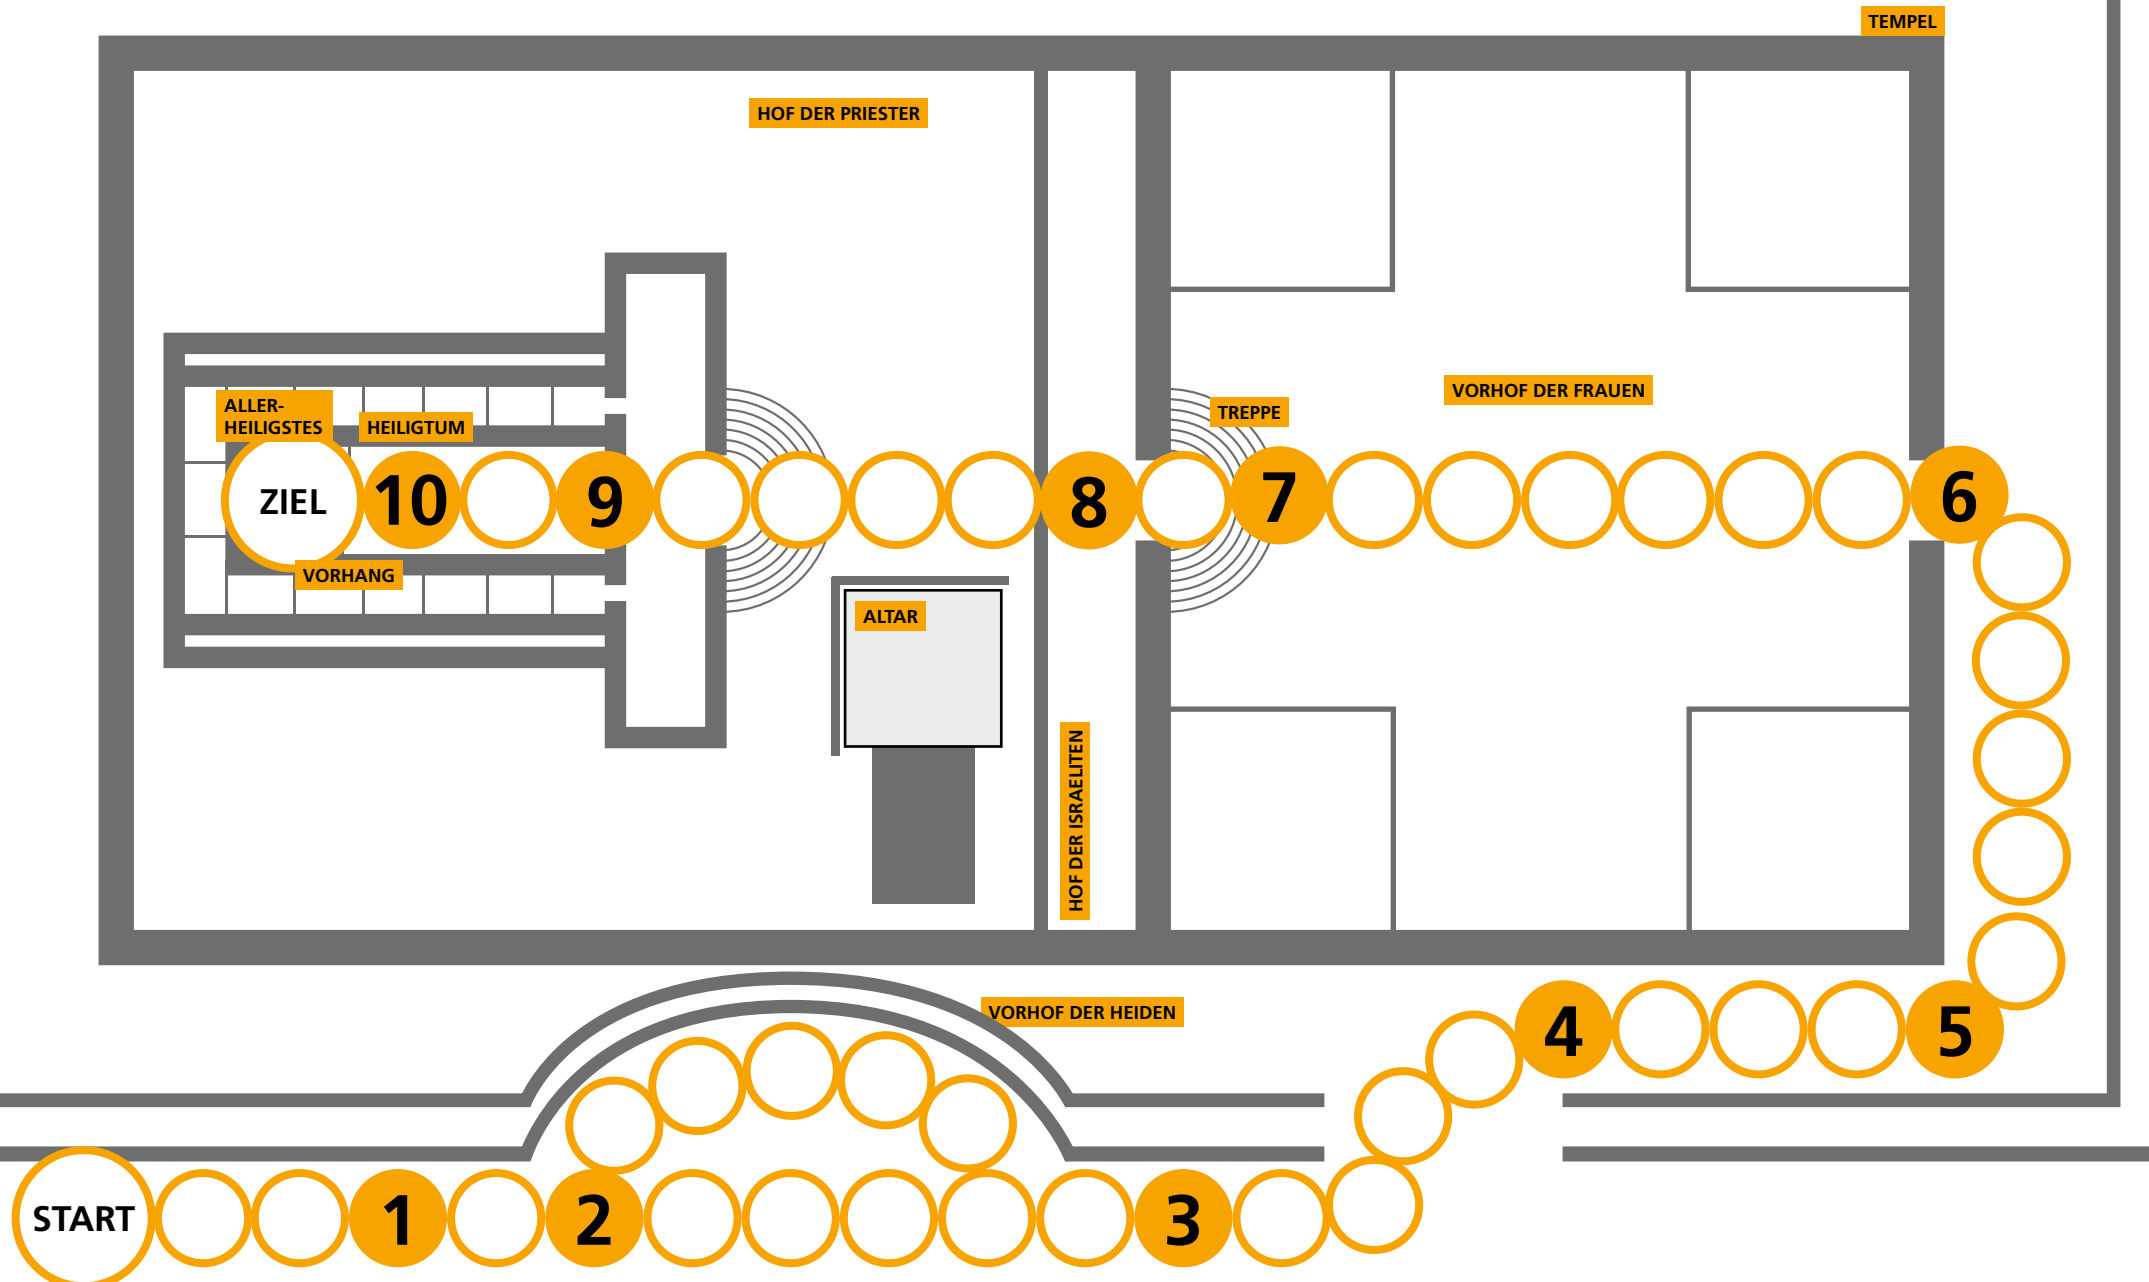 TEMPEL
HOF DER PRIESTER
VORHOF DER FRAUEN
ALLER-
HEILIGSTES
HEILIGTUM
TREPPE
ZIEL
10
9
8
7
6
VORHANG
ALTAR
HOF DER ISRAELITEN
VORHOF DER HEIDEN
4
5
START
1
2
3